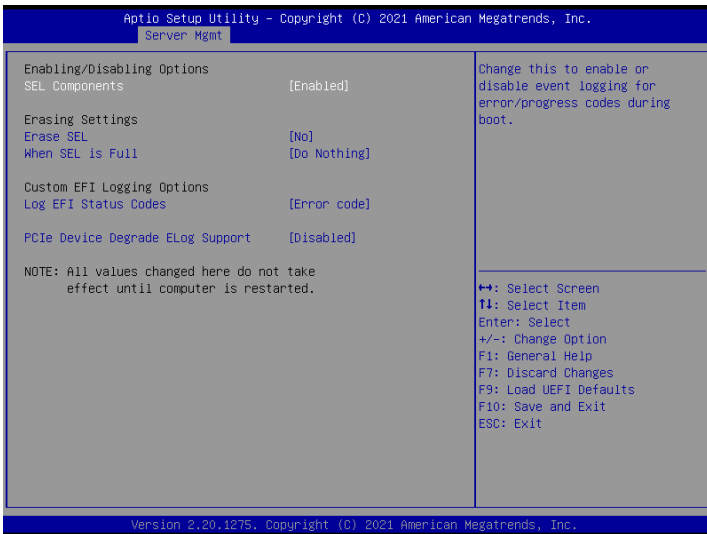 Aptio Setup Utility – Copyright (C) 2021 American Megatrends, Inc.
Server Mgmt
Enabling/Disabling Options
SEL Components [Enabled]
Erasing Settings
Erase SEL [No]
When SEL is Full [Do Nothing]
Custom EFI Logging Options
Log EFI Status Codes [Error code]
PCIe Device Degrade ELog Support [Disabled]
NOTE: All values changed here do not take
effect until computer is restarted.
Change this to enable or
disable event logging for
error/progress codes during
boot.
↔: Select Screen
↑↓: Select Item
Enter: Select
+/-: Change Option
F1: General Help
F7: Discard Changes
F9: Load UEFI Defaults
F10: Save and Exit
ESC: Exit
Version 2.20.1275. Copyright (C) 2021 American Megatrends, Inc.